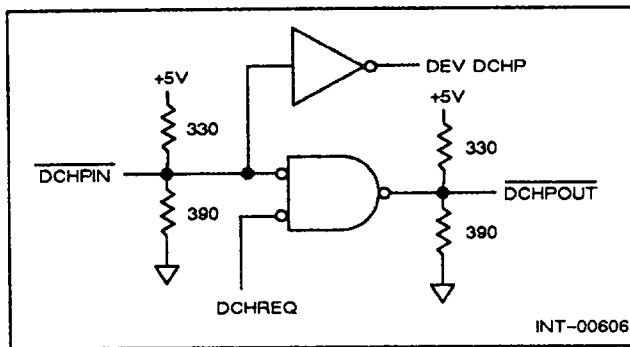 DEV DCHP
+5V
+5V
330
330
DCHPIN
DCHPOUT
390
390
DCHREQ
INT-00606